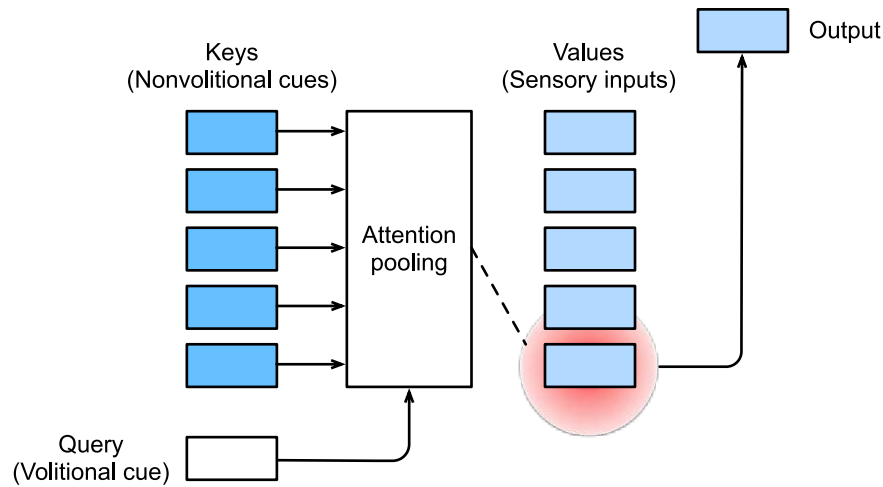 Keys
(Nonvolitional cues)
Values
(Sensory inputs)
Output
Attention
pooling
Query
(Volitional cue)